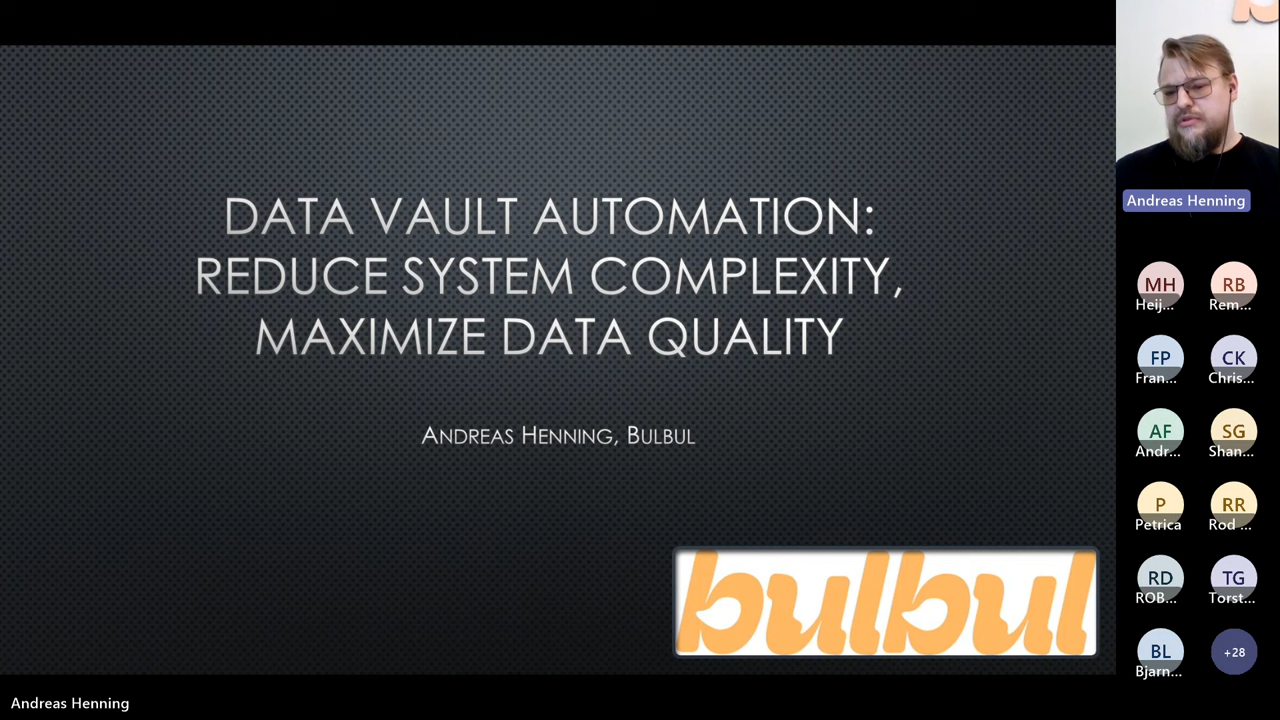 DATA VAULT AUTOMATION:
REDUCE SYSTEM COMPLEXITY,
MAXIMIZE DATA QUALITY
ANDREAS HENNING, BULBUL
bulbul
Andreas Henning
MH
Heij...
RB
Rem...
FP
Fran...
CK
Chris...
AF
Andr...
SG
Shan...
P
Petrica
RR
Rod ...
RD
ROB...
TG
Torst...
BL
Bjarn...
+28
Andreas Henning